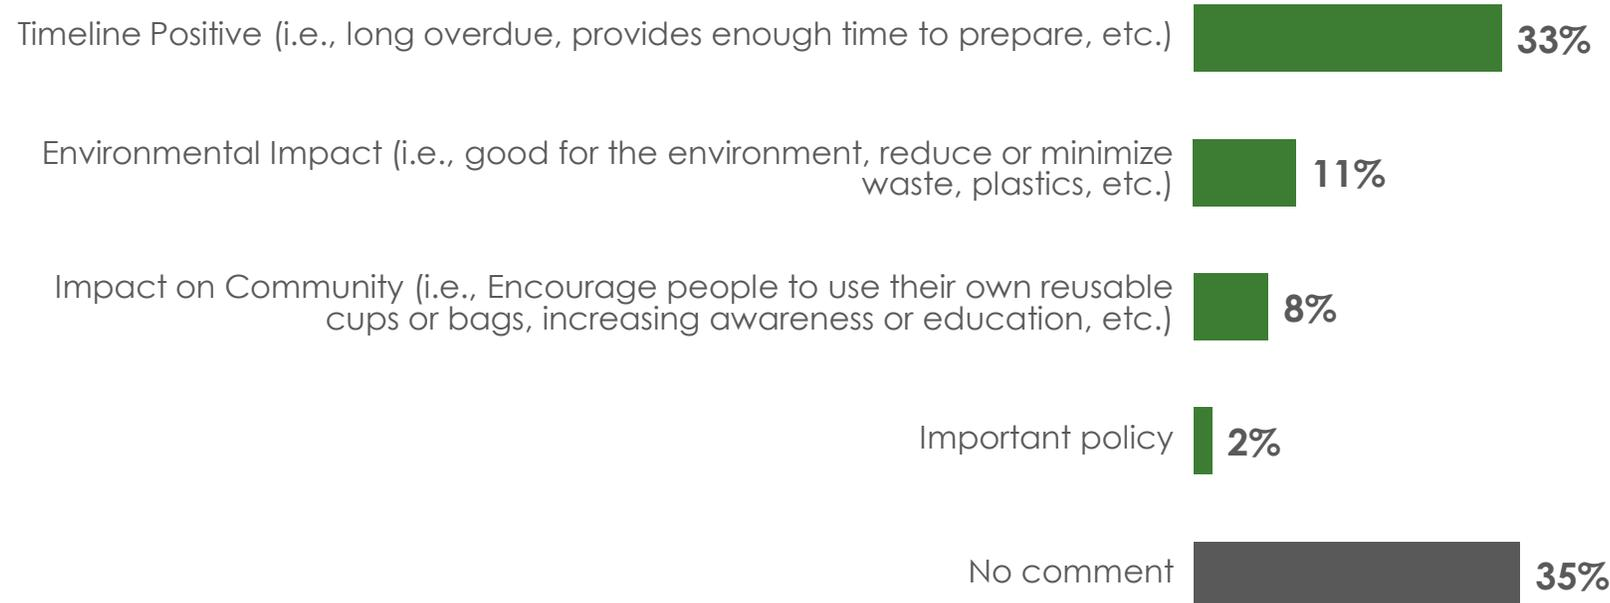 Timeline Positive (i.e., long overdue, provides enough time to prepare, etc.) 33%
Environmental Impact (i.e., good for the environment, reduce or minimize
waste, plastics, etc.) 11%
Impact on Community (i.e., Encourage people to use their own reusable
cups or bags, increasing awareness or education, etc.) 8%
Important policy 2%
No comment 35%